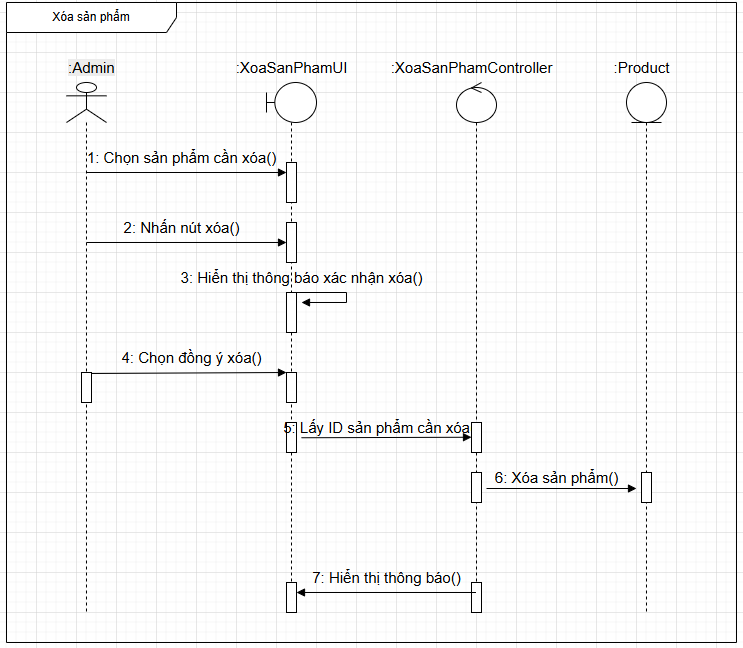 Xóa sản phẩm
:Admin
:XoaSanPhamUI
:XoaSanPhamController
:Product
1: Chọn sản phẩm cần xóa()
2: Nhấn nút xóa()
3: Hiển thị thông báo xác nhận xóa()
4: Chọn đồng ý xóa()
5: Lấy ID sản phẩm cần xóa
6: Xóa sản phẩm()
7: Hiển thị thông báo()